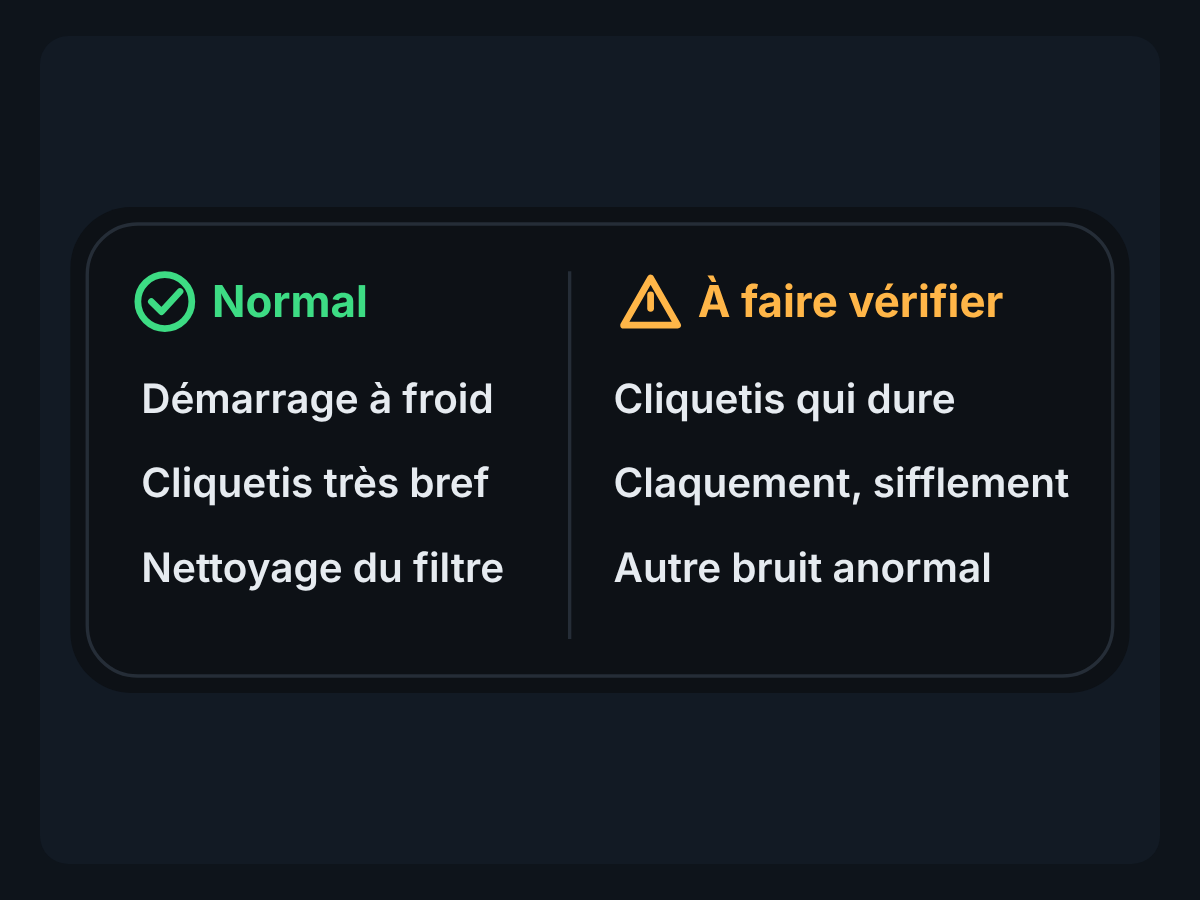 Normal
Démarrage à froid
Cliquetis très bref
Nettoyage du filtre
À faire vérifier
Cliquetis qui dure
Claquement, sifflement
Autre bruit anormal